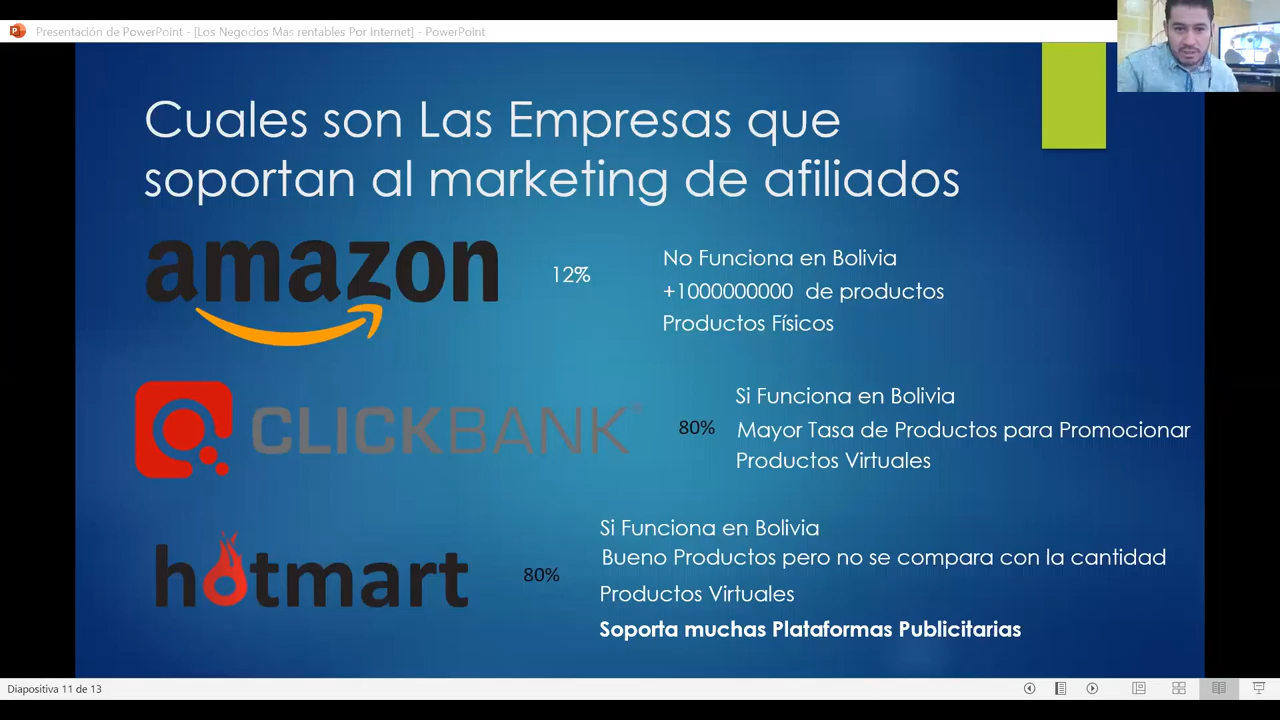 Presentación de PowerPoint - [Los Negocios Mas rentables Por Internet] - PowerPoint
Cuales son Las Empresas que
soportan al marketing de afiliados
amazon
12%
No Funciona en Bolivia
+1000000000 de productos
Productos Físicos
CLICKBANK
80%
Si Funciona en Bolivia
Mayor Tasa de Productos para Promocionar
Productos Virtuales
hotmart
80%
Si Funciona en Bolivia
Bueno Productos pero no se compara con la cantidad
Productos Virtuales
Soporta muchas Plataformas Publicitarias
Diapositiva 11 de 13